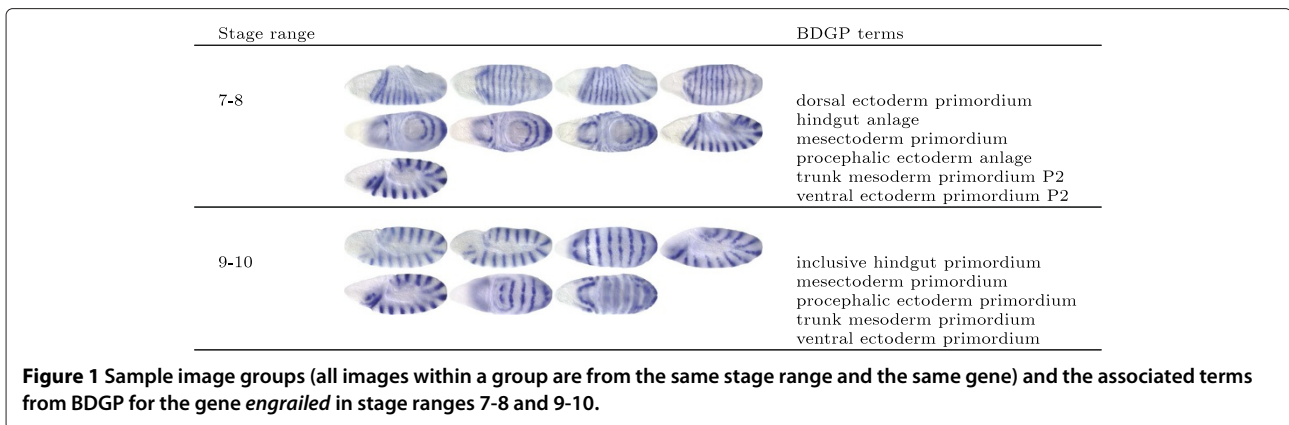 Stage range BDGP terms
7-8
dorsal ectoderm primordium
hindgut anlage
mesectoderm primordium
procephalic ectoderm anlage
trunk mesoderm primordium P2
ventral ectoderm primordium P2
9-10
inclusive hindgut primordium
mesectoderm primordium
procephalic ectoderm primordium
trunk mesoderm primordium
ventral ectoderm primordium
Figure 1 Sample image groups (all images within a group are from the same stage range and the same gene) and the associated terms
from BDGP for the gene engrailed in stage ranges 7-8 and 9-10.